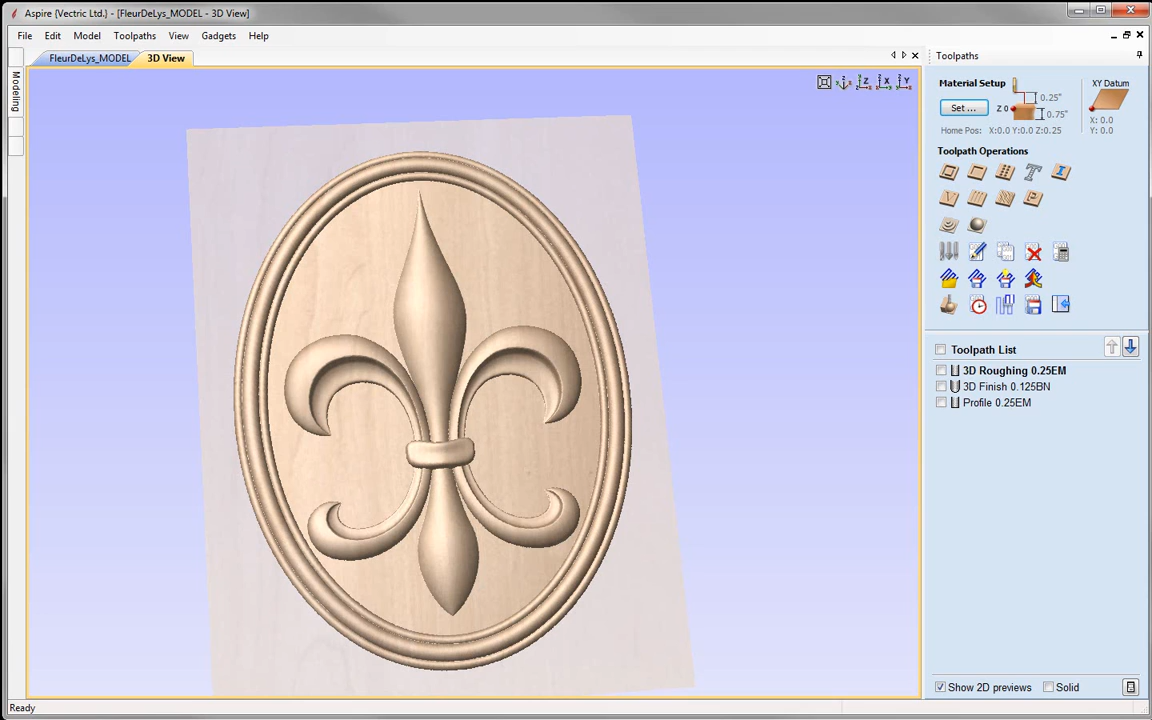 Aspire {Vectric Ltd.} - [FleurDeLys_MODEL - 3D View]
File Edit Model Toolpaths View Gadgets Help
FleurDeLys_MODEL 3D View
Modeling
Toolpaths
Material Setup
Set ...
Z 0
0.25"
0.75"
XY Datum
X: 0.0
Y: 0.0
Home Pos: X:0.0 Y:0.0 Z:0.25
Toolpath Operations
Toolpath List
3D Roughing 0.25EM
3D Finish 0.125BN
Profile 0.25EM
Show 2D previews Solid
Ready